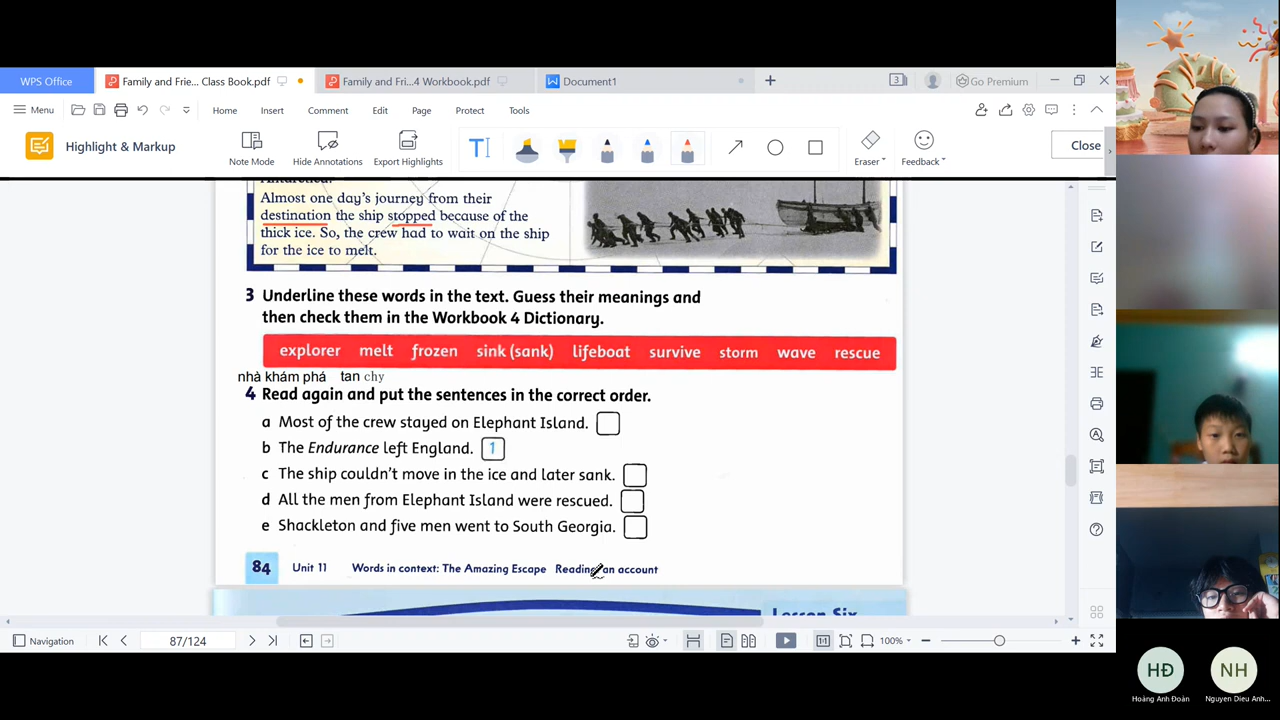 WPS Office
Family and Frie... Class Book.pdf
Family and Fri...4 Workbook.pdf
Document1
3
Go Premium
Menu
Home
Insert
Comment
Edit
Page
Protect
Tools
Highlight & Markup
Note Mode
Hide Annotations
Export Highlights
Eraser
Feedback
Close
Almost one day's journey from their
destination the ship stopped because of the
thick ice. So, the crew had to wait on the ship
for the ice to melt.
3 Underline these words in the text. Guess their meanings and
then check them in the Workbook 4 Dictionary.
explorer melt frozen sink (sank) lifeboat survive storm wave rescue
nhà khám phá tan chy
4 Read again and put the sentences in the correct order.
a Most of the crew stayed on Elephant Island.
b The Endurance left England. 1
c The ship couldn't move in the ice and later sank.
d All the men from Elephant Island were rescued.
e Shackleton and five men went to South Georgia.
84 Unit 11 Words in context: The Amazing Escape Reading: an account
Lesson Six
Navigation
87/124
100%
HĐ
NH
Hoàng Anh Đoàn
Nguyen Dieu Anh...